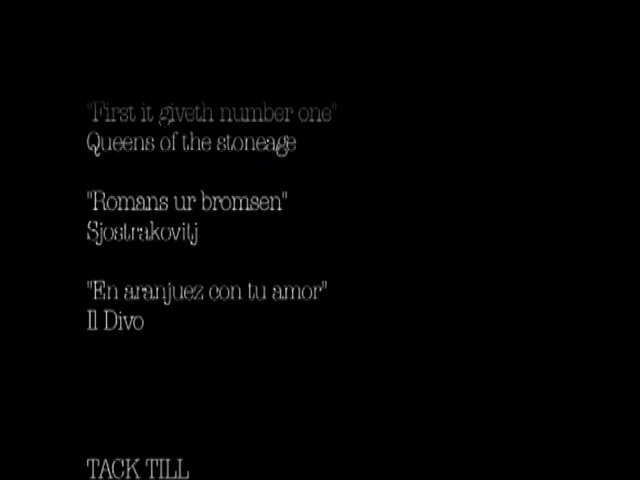 "First it giveth number one"
Queens of the stoneage
"Romans ur bromsen"
Sjostrakovitj
"En aranjuez con tu amor"
Il Divo
TACK TILL